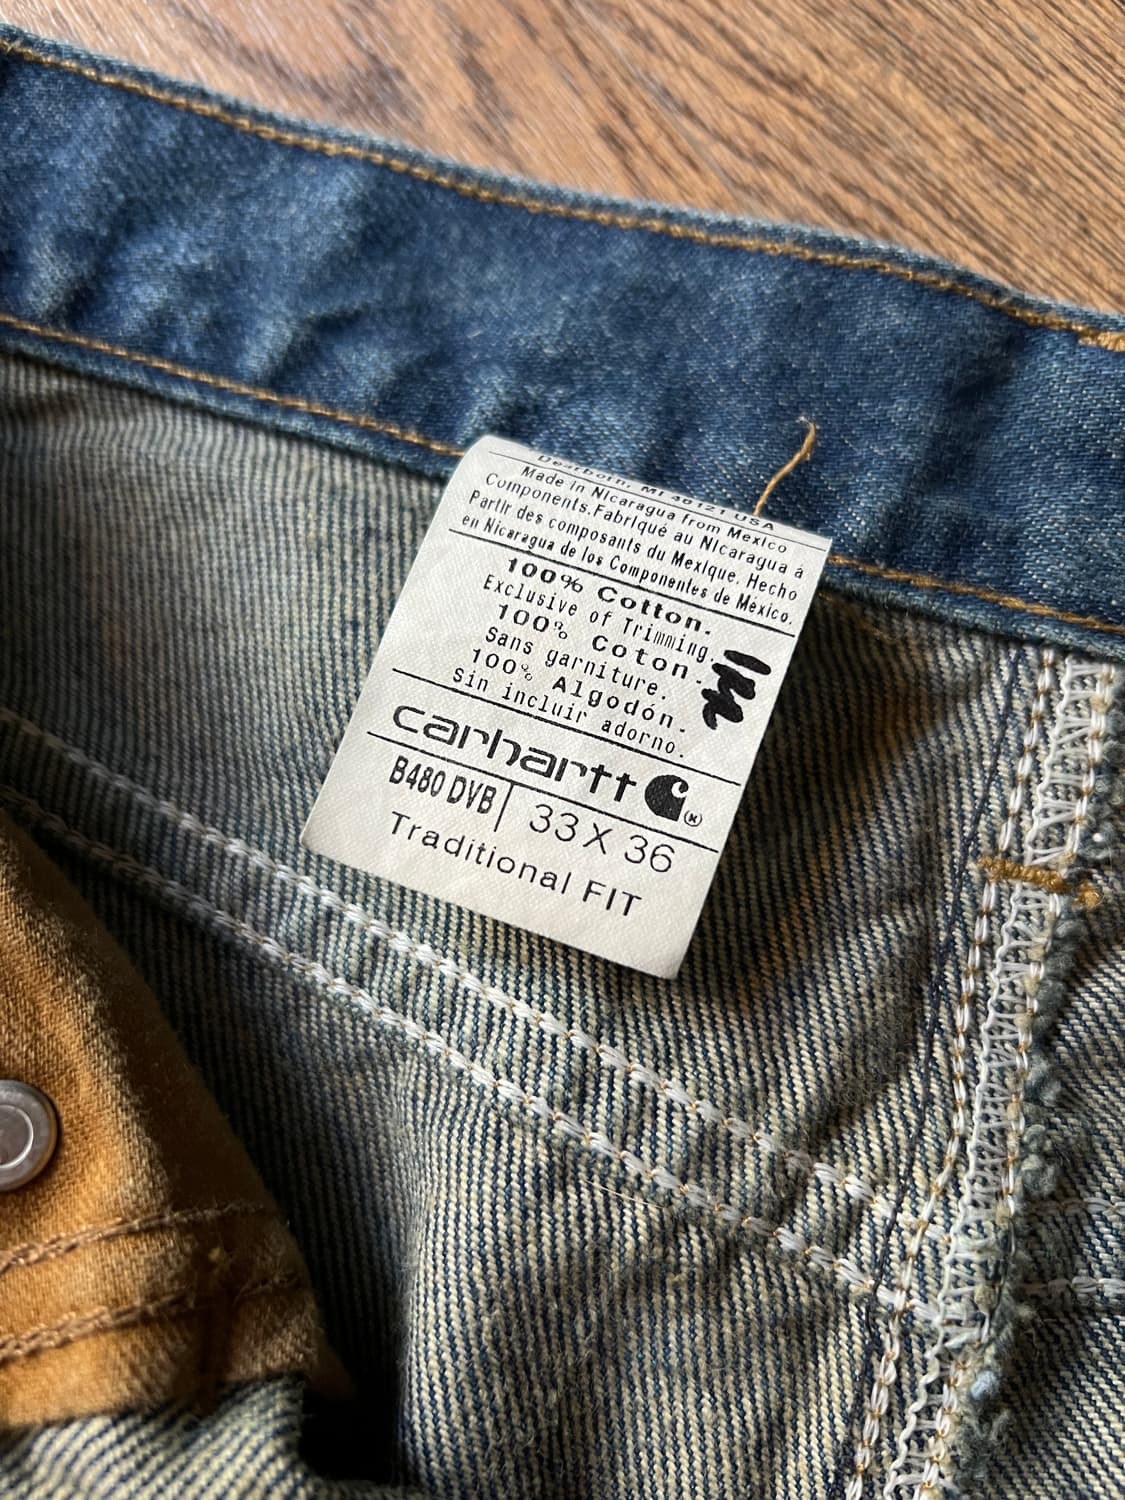 Dearborn, MI 48121 USA
Made in Nicaragua from Mexico
Components. Fabriqué au Nicaragua à
Partir des composants du Mexique. Hecho
en Nicaragua de los Componentes de México.
100% Cotton.
Exclusive of Trimming.
100% Coton.
Sans garniture.
100% Algodón.
Sin incluir adorno.
carhartt C®
B480 DVB | 33 X 36
Traditional FIT